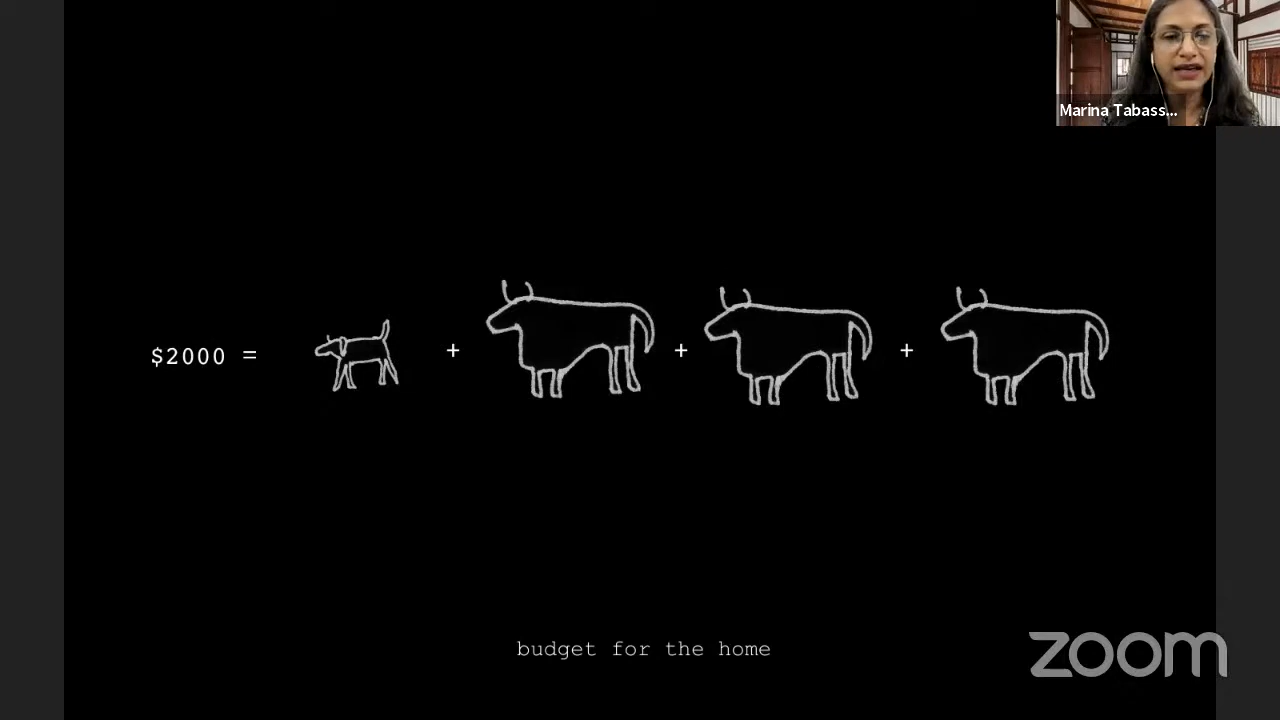 Marina Tabass...
$2000 = + + +
budget for the home
zoom